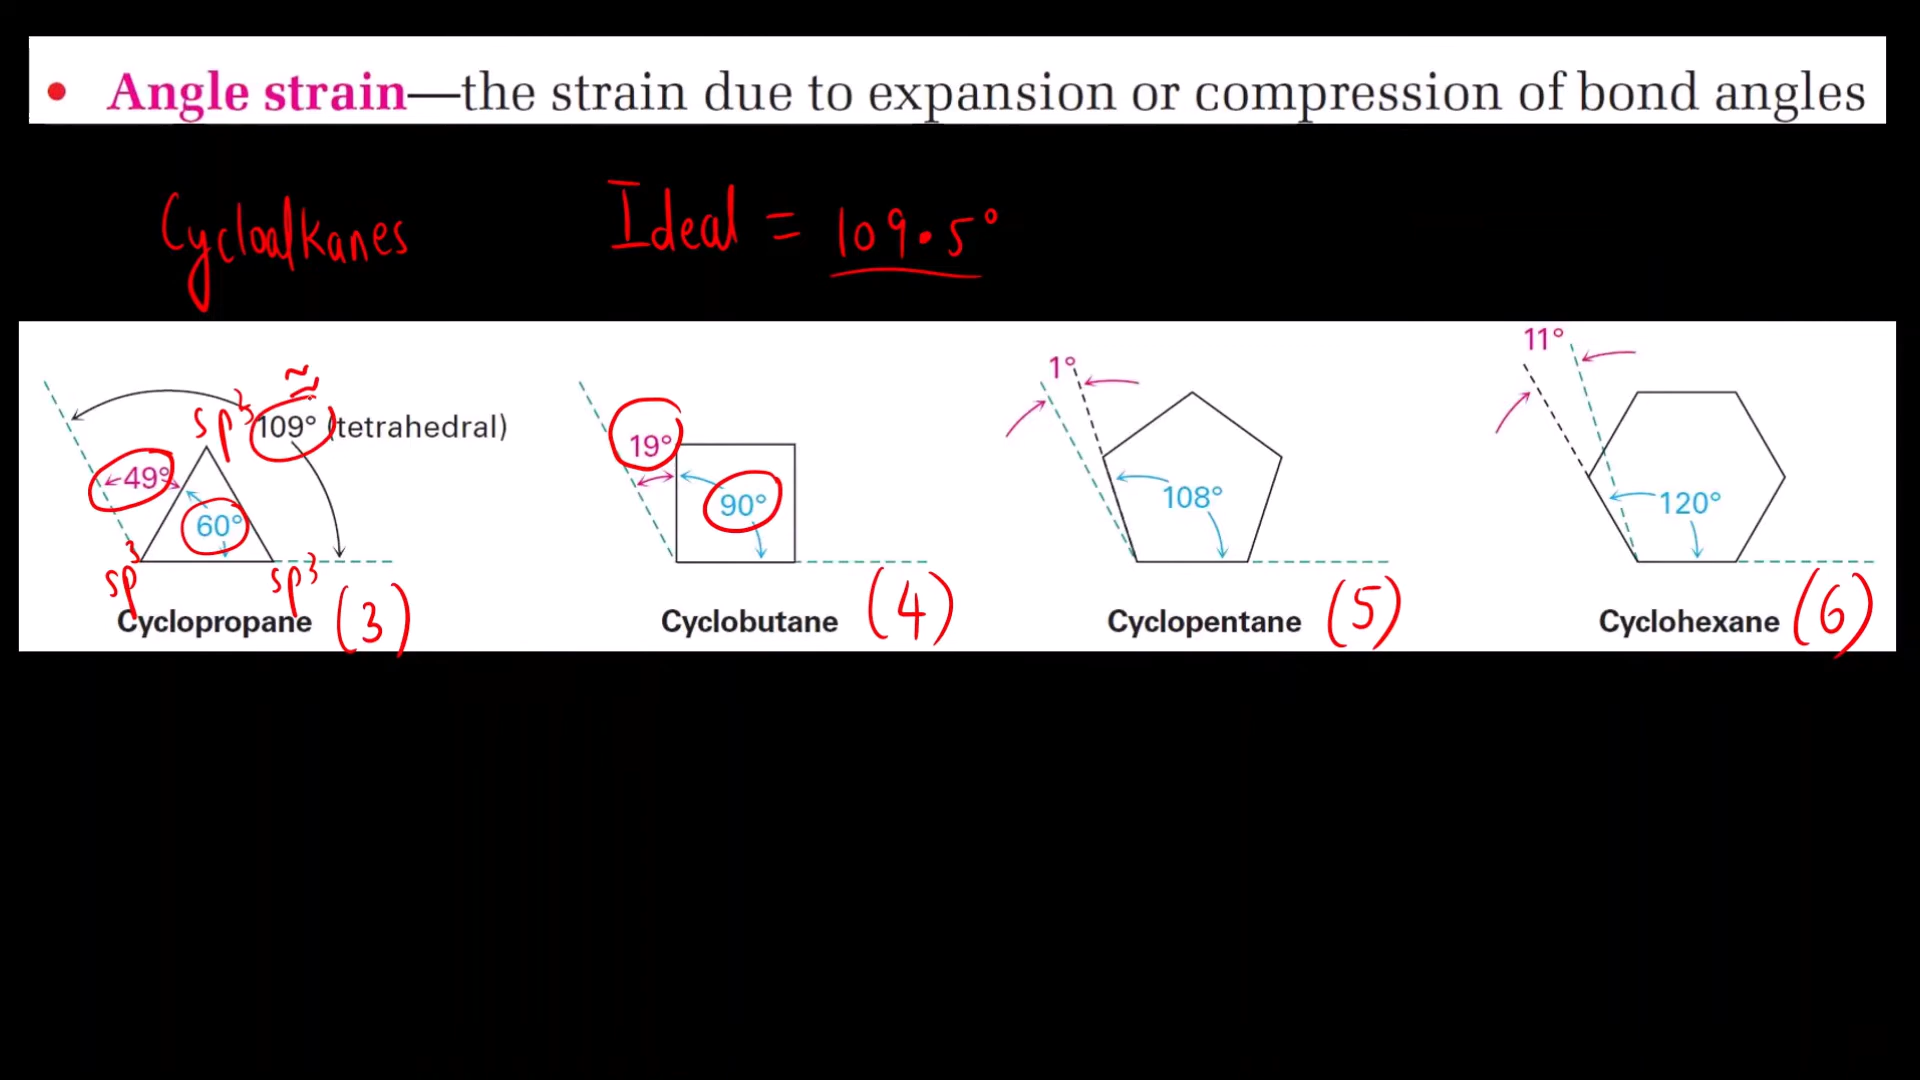 • Angle strain—the strain due to expansion or compression of bond angles
Cycloalkanes Ideal = 109.5°
≈
sp3 109° (tetrahedral)
49°
60°
sp3 sp3
Cyclopropane (3)
19°
90°
Cyclobutane (4)
1°
108°
Cyclopentane (5)
11°
120°
Cyclohexane (6)